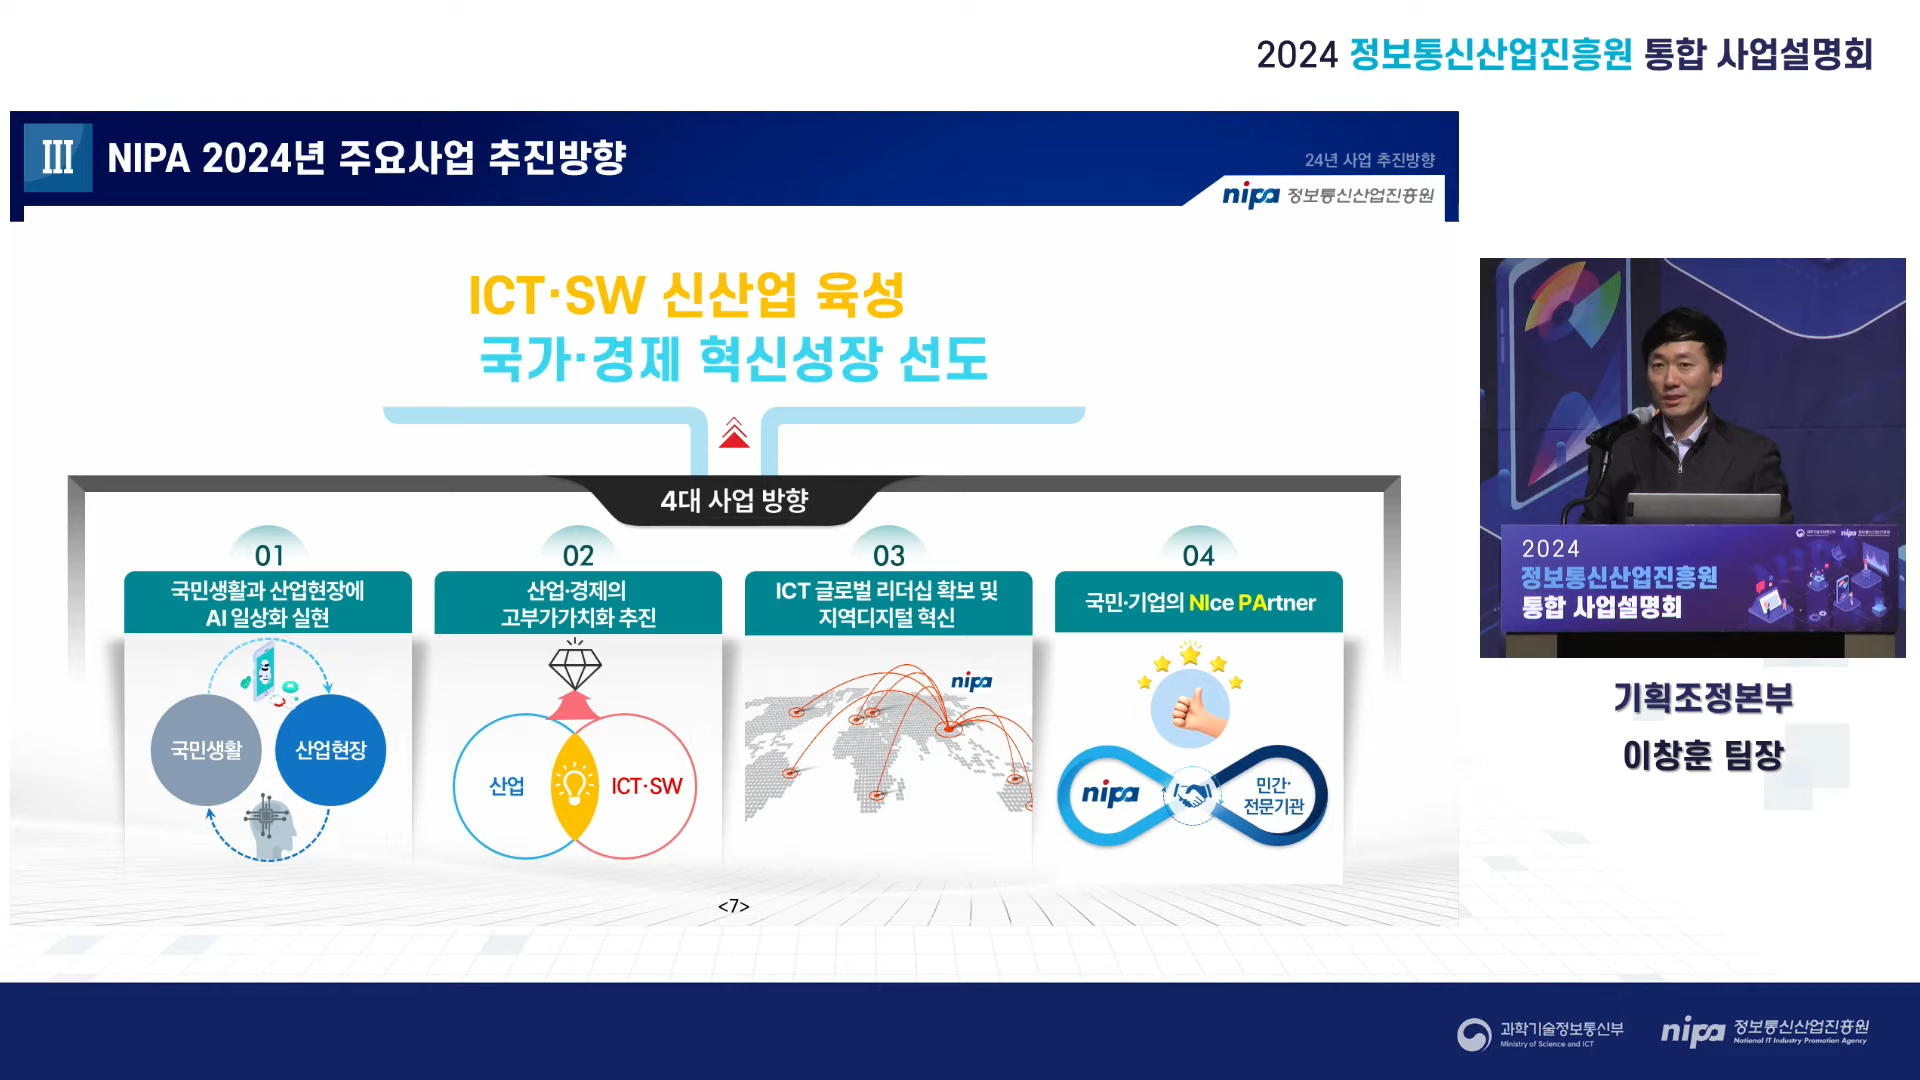 2024 정보통신산업진흥원 통합 사업설명회
III NIPA 2024년 주요사업 추진방향
24년 사업 추진방향
nipa 정보통신산업진흥원
ICT·SW 신산업 육성
국가·경제 혁신성장 선도
4대 사업 방향
01
국민생활과 산업현장에
AI 일상화 실현
국민생활
산업현장
02
산업·경제의
고부가가치화 추진
산업
ICT·SW
03
ICT 글로벌 리더십 확보 및
지역디지털 혁신
nipa
04
국민·기업의 NIce PArtner
nipa
민간·
전문기관
<7>
2024
정보통신산업진흥원
통합 사업설명회
과학기술정보통신부
nipa
기획조정본부
이창훈 팀장
과학기술정보통신부
Ministry of Science and ICT
nipa 정보통신산업진흥원
National IT Industry Promotion Agency